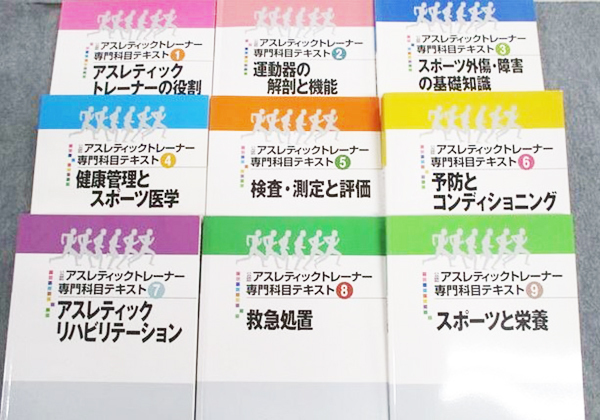 アスレティックトレーナー
専門科目テキスト1
アスレティック
トレーナーの役割
アスレティックトレーナー
専門科目テキスト2
運動器の
解剖と機能
アスレティックトレーナー
専門科目テキスト3
スポーツ外傷・障害
の基礎知識
アスレティックトレーナー
専門科目テキスト4
健康管理と
スポーツ医学
アスレティックトレーナー
専門科目テキスト5
検査・測定と評価
アスレティックトレーナー
専門科目テキスト6
予防と
コンディショニング
アスレティックトレーナー
専門科目テキスト7
アスレティック
リハビリテーション
アスレティックトレーナー
専門科目テキスト8
救急処置
アスレティックトレーナー
専門科目テキスト9
スポーツと栄養